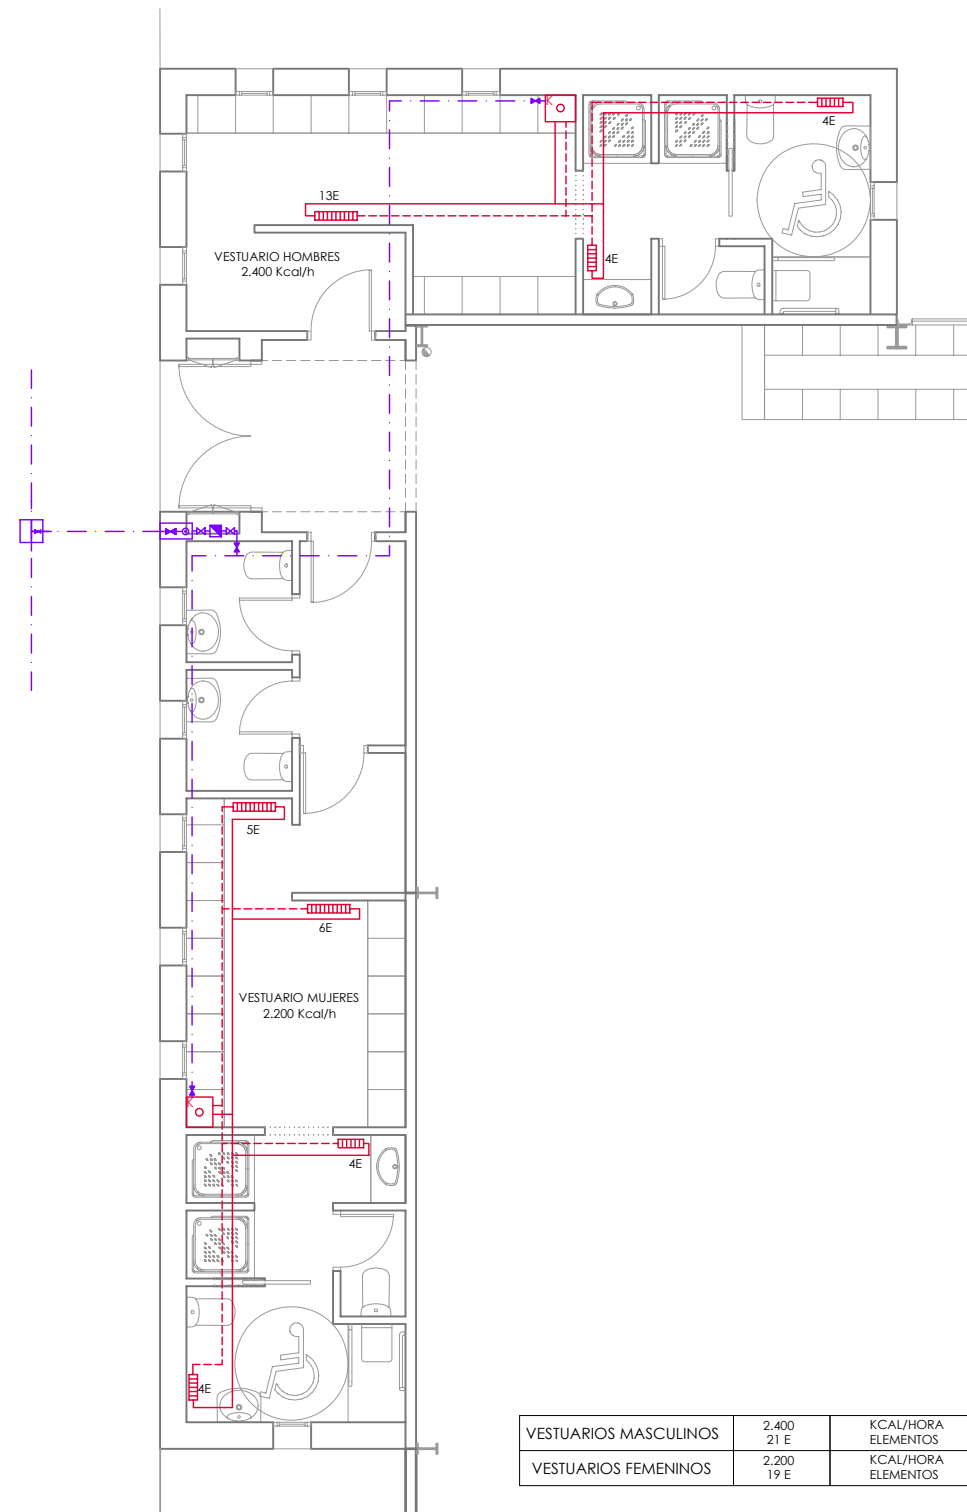 K
4E
13E
VESTUARIO HOMBRES
2.400 Kcal/h
4E
5E
6E
VESTUARIO MUJERES
2.200 Kcal/h
K
4E
4E
VESTUARIOS MASCULINOS
2.400
21 E
KCAL/HORA
ELEMENTOS
VESTUARIOS FEMENINOS
2.200
19 E
KCAL/HORA
ELEMENTOS